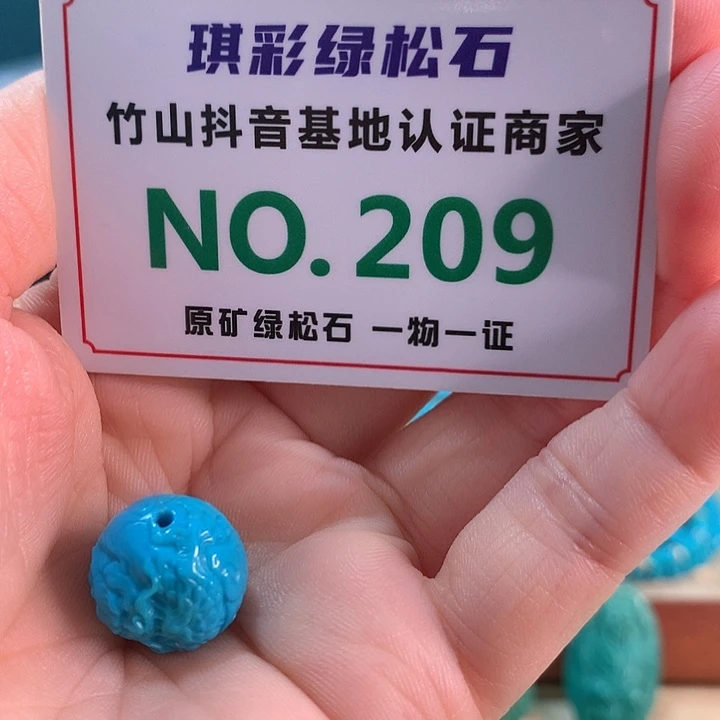 琪彩绿松石
竹山抖音基地认证商家
NO.209
原矿绿松石 一物一证